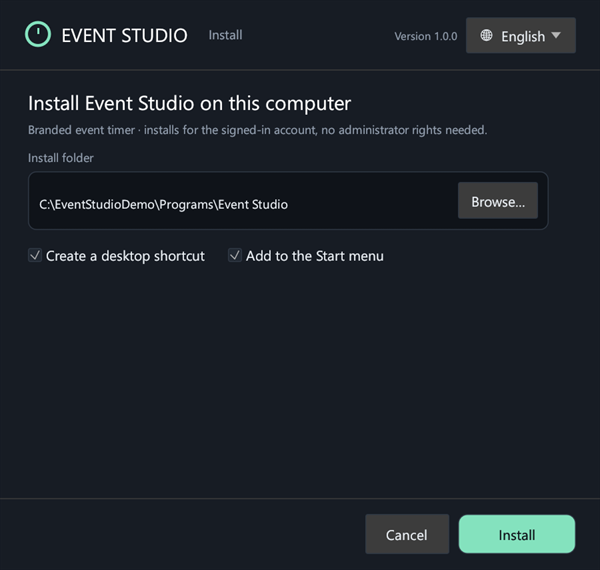 EVENT STUDIO Install Version 1.0.0 English
Install Event Studio on this computer
Branded event timer · installs for the signed-in account, no administrator rights needed.
Install folder
C:\EventStudioDemo\Programs\Event Studio Browse...
Create a desktop shortcut Add to the Start menu
Cancel Install